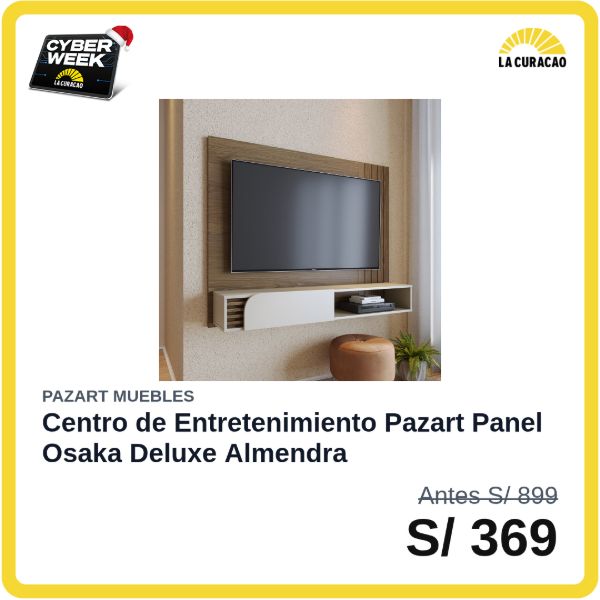 CYBER
WEEK
LA CURACAO
LA CURACAO
PAZART MUEBLES
Centro de Entretenimiento Pazart Panel
Osaka Deluxe Almendra
Antes S/ 899
S/ 369